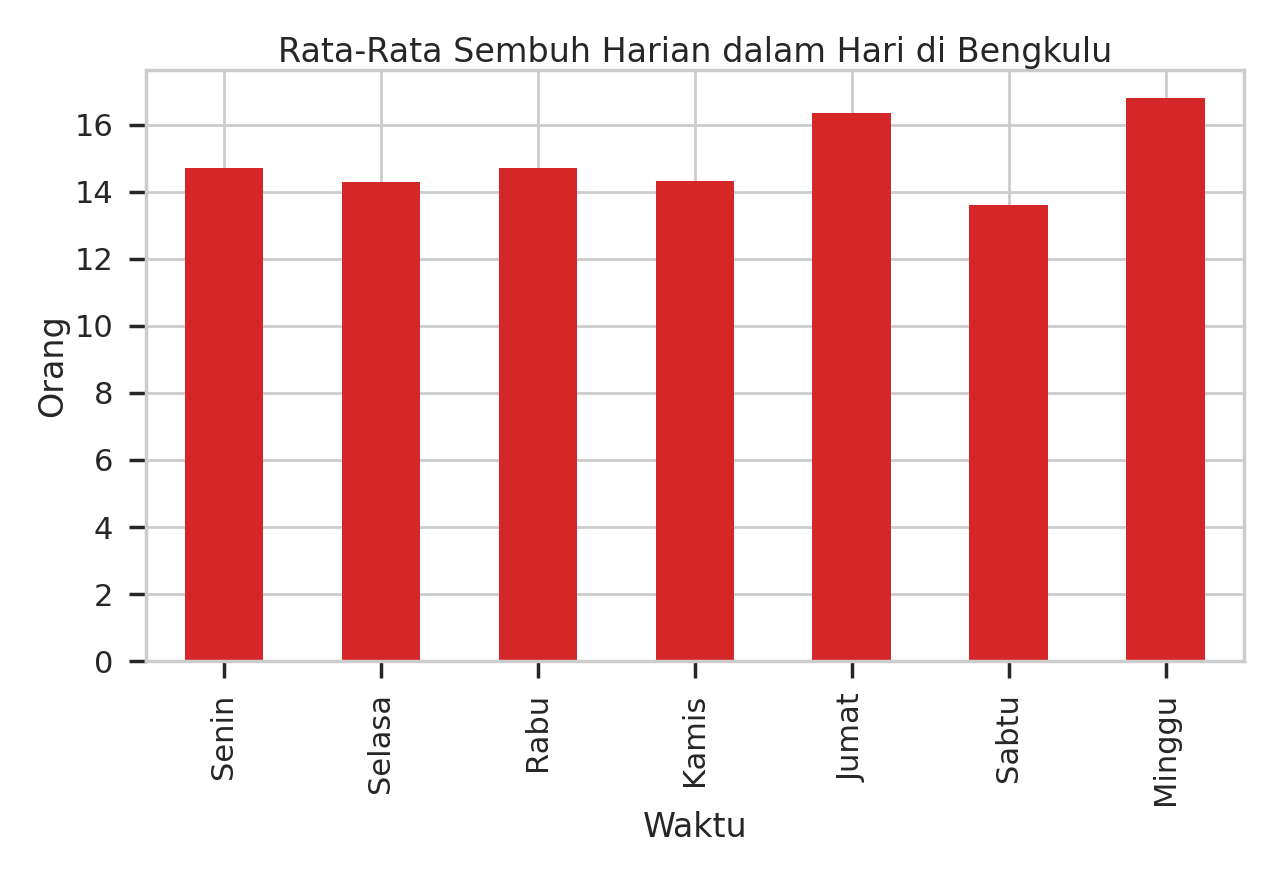 Rata-Rata Sembuh Harian dalam Hari di Bengkulu
Orang
16
14
12
10
8
6
4
2
0
Senin
Selasa
Rabu
Kamis
Jumat
Sabtu
Minggu
Waktu